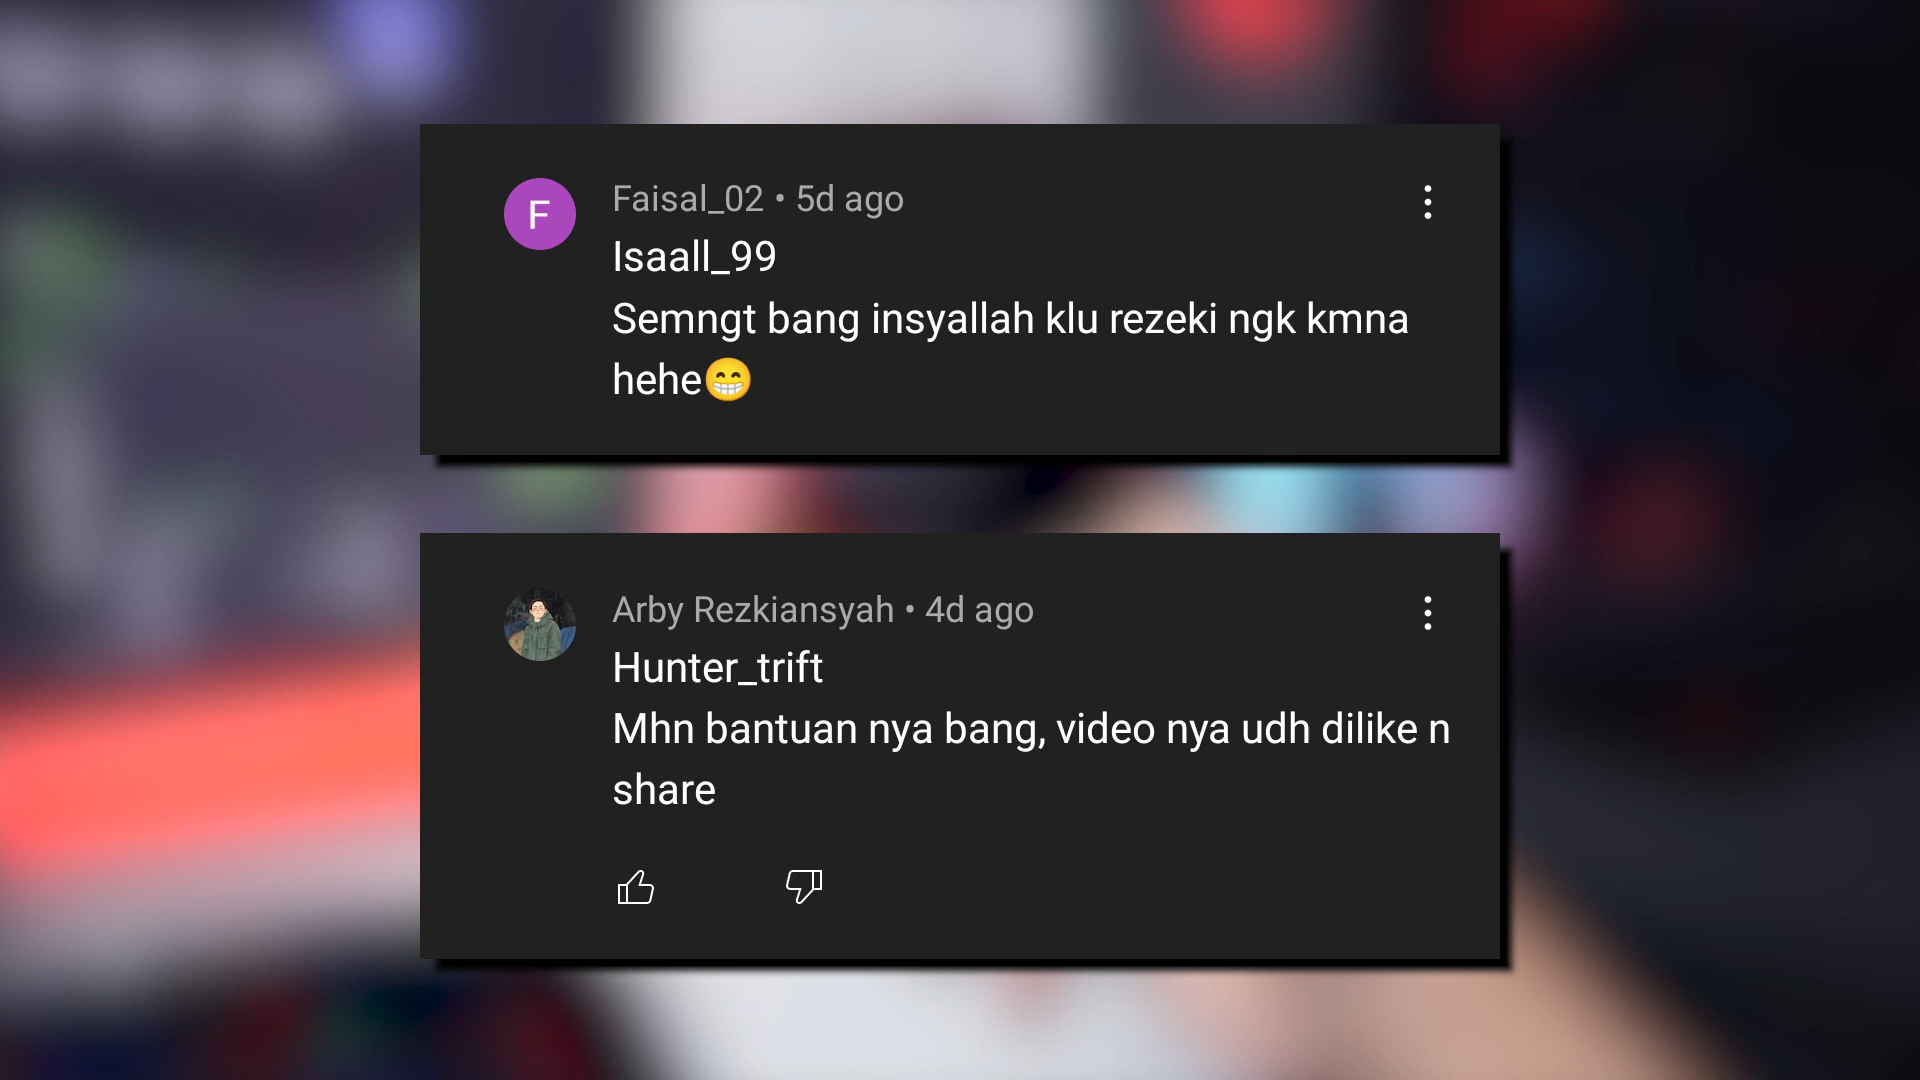 F
Faisal_02 • 5d ago
Isaall_99
Semngt bang insyallah klu rezeki ngk kmna
hehe😁
Arby Rezkiansyah • 4d ago
Hunter_trift
Mhn bantuan nya bang, video nya udh dilike n
share